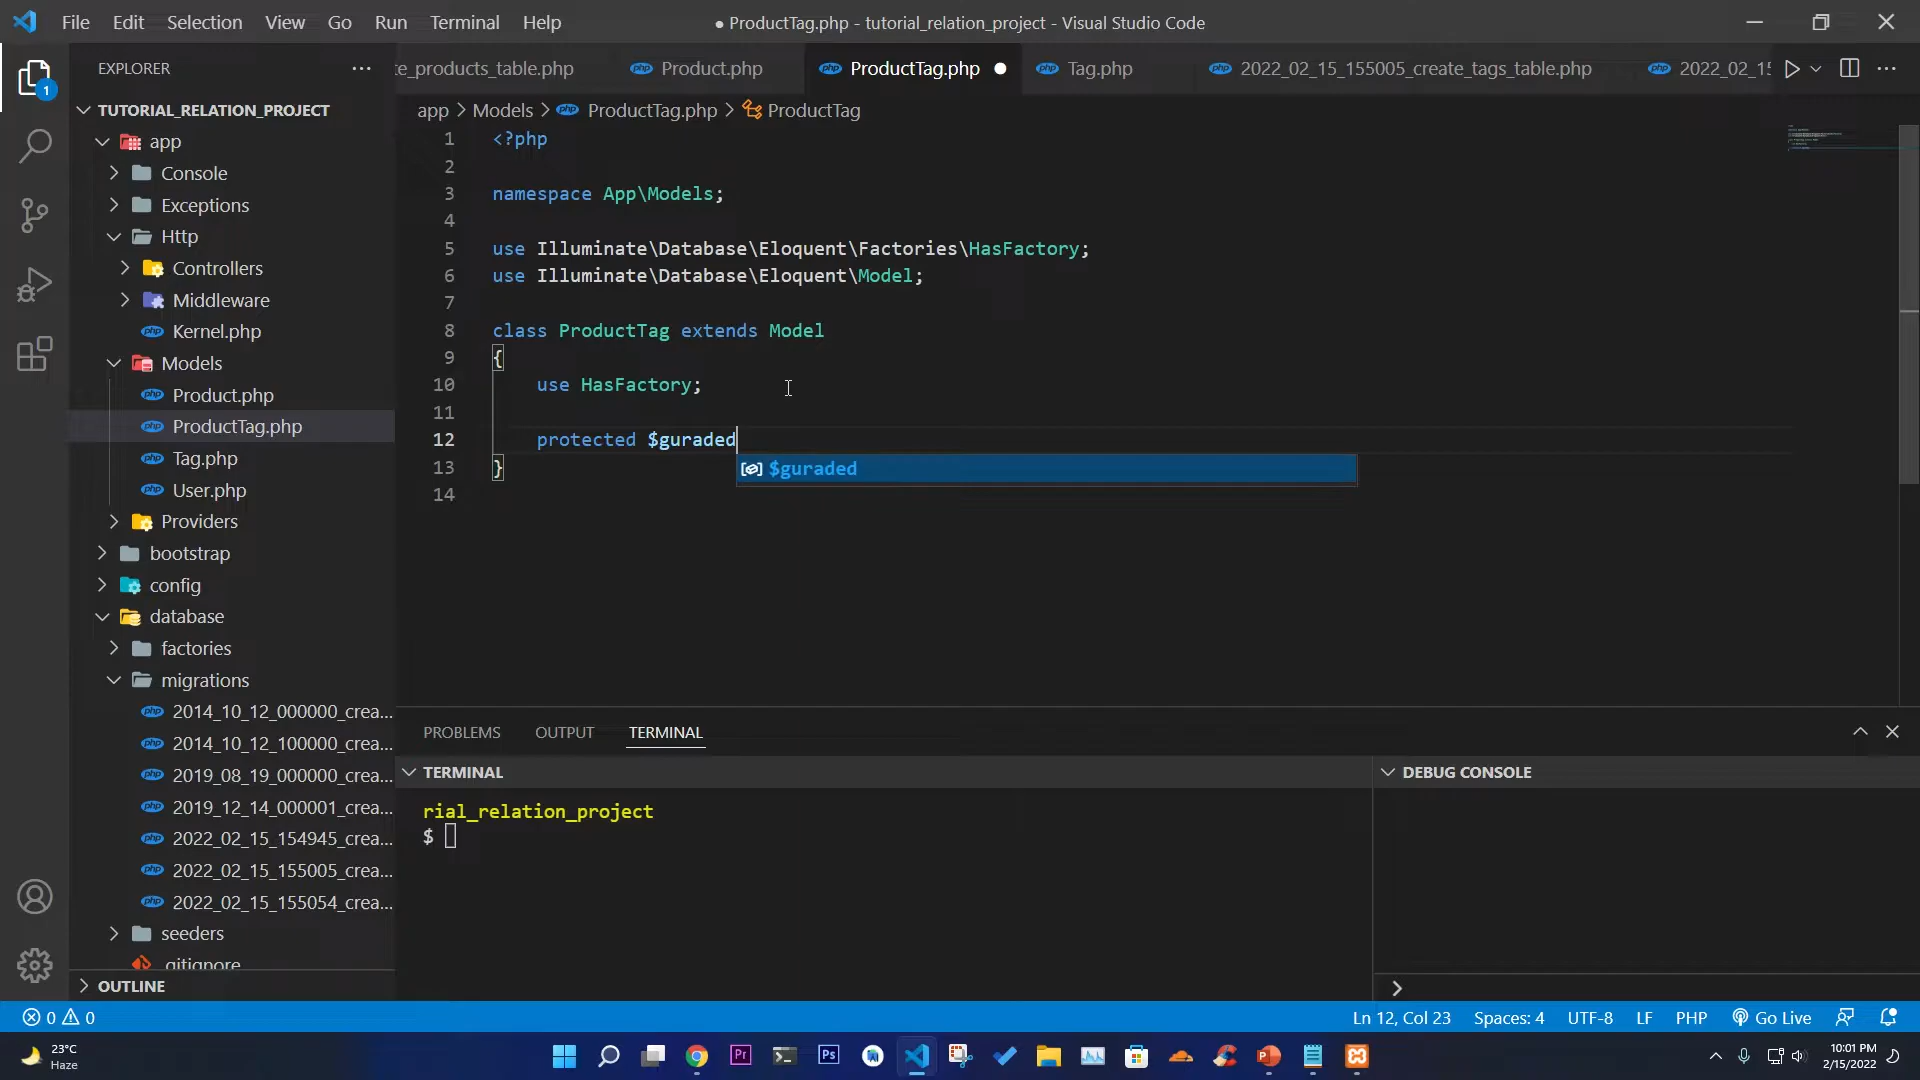 File Edit Selection View Go Run Terminal Help
● ProductTag.php - tutorial_relation_project - Visual Studio Code
EXPLORER
te_products_table.php
Product.php
ProductTag.php
Tag.php
2022_02_15_155005_create_tags_table.php
2022_02_15
1
TUTORIAL_RELATION_PROJECT
app > Models > ProductTag.php > ProductTag
app
Console
Exceptions
Http
Controllers
Middleware
Kernel.php
Models
Product.php
ProductTag.php
Tag.php
User.php
Providers
bootstrap
config
database
factories
migrations
2014_10_12_000000_crea...
2014_10_12_100000_crea...
2019_08_19_000000_crea...
2019_12_14_000001_crea...
2022_02_15_154945_crea...
2022_02_15_155005_crea...
2022_02_15_155054_crea...
seeders
.gitignore
OUTLINE
1 <?php
2
3 namespace App\Models;
4
5 use Illuminate\Database\Eloquent\Factories\HasFactory;
6 use Illuminate\Database\Eloquent\Model;
7
8 class ProductTag extends Model
9 {
10 use HasFactory;
11
12 protected $guraded
13 }
14
$guraded
PROBLEMS OUTPUT TERMINAL
TERMINAL
rial_relation_project
$
DEBUG CONSOLE
0 0
Ln 12, Col 23 Spaces: 4 UTF-8 LF PHP Go Live
23°C
Haze
Pr
Ps
10:01 PM
2/15/2022